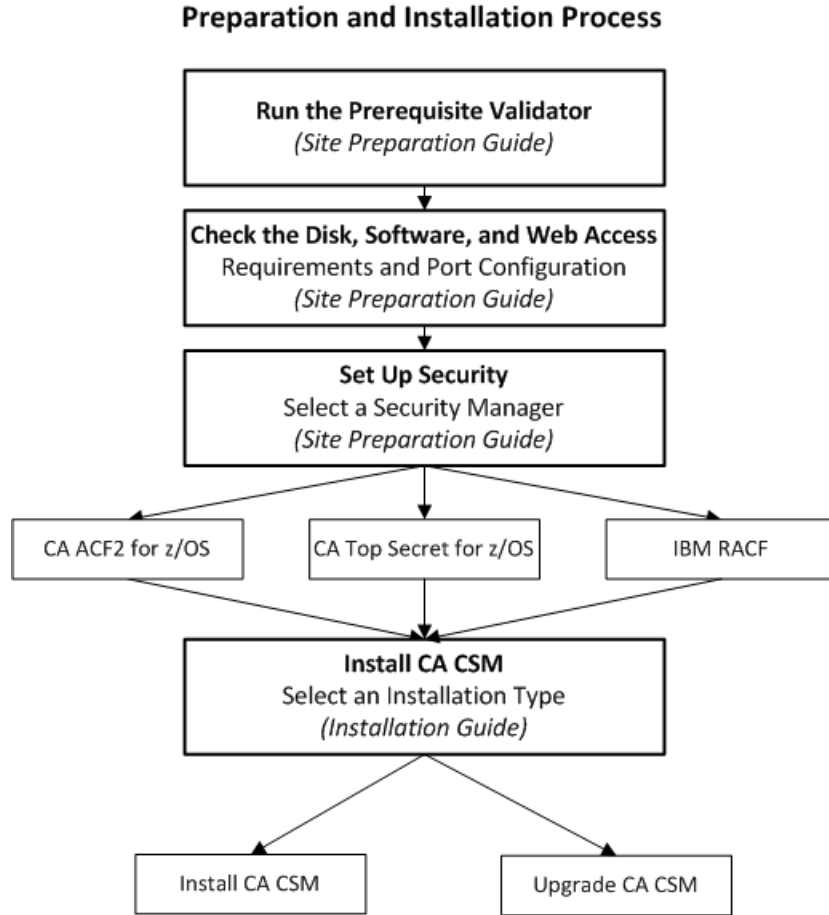 Preparation and Installation Process
Run the Prerequisite Validator
(Site Preparation Guide)
Check the Disk, Software, and Web Access
Requirements and Port Configuration
(Site Preparation Guide)
Set Up Security
Select a Security Manager
(Site Preparation Guide)
CA ACF2 for z/OS
CA Top Secret for z/OS
IBM RACF
Install CA CSM
Select an Installation Type
(Installation Guide)
Install CA CSM
Upgrade CA CSM